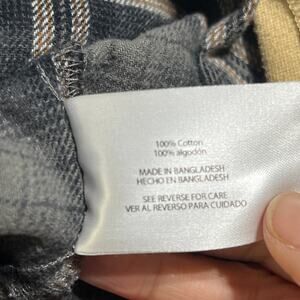 100% Cotton
100% algodón
MADE IN BANGLADESH
HECHO EN BANGLADESH
SEE REVERSE FOR CARE
VER AL REVERSO PARA CUIDADO